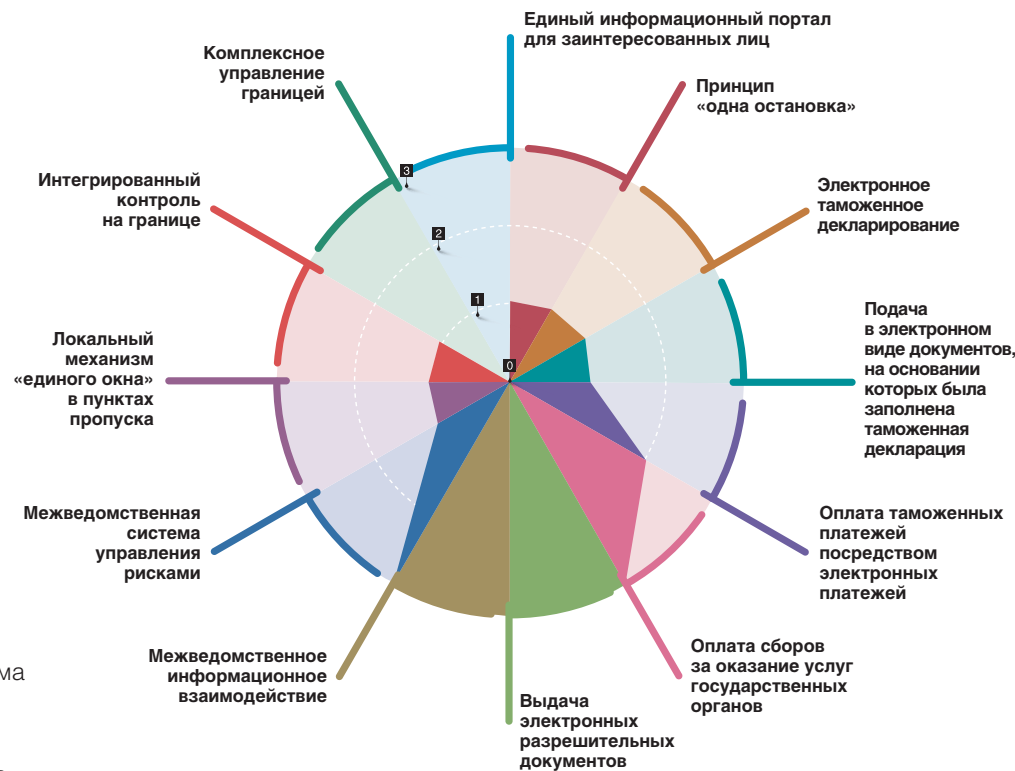 Единый информационный портал
для заинтересованных лиц
Принцип
«одна остановка»
Электронное
таможенное
декларирование
Подача
в электронном
виде документов,
на основании
которых была
заполнена
таможенная
декларация
Оплата таможенных
платежей
посредством
электронных
платежей
Оплата сборов
за оказание услуг
государственных
органов
Выдача
электронных
разрешительных
документов
Межведомственное
информационное
взаимодействие
Межведомственная
система
управления
рисками
Локальный
механизм
«единого окна»
в пунктах
пропуска
Интегрированный
контроль
на границе
Комплексное
управление
границей
3
2
1
0
ма